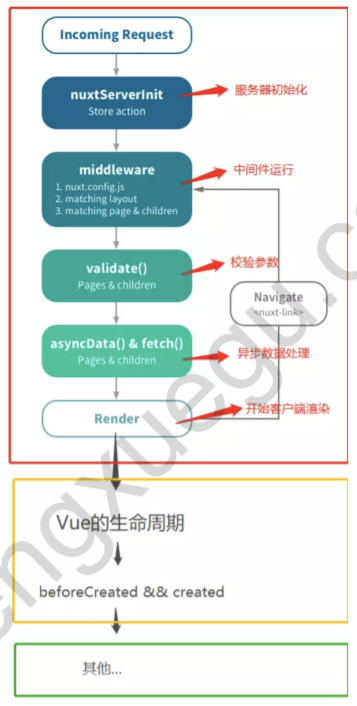 Incoming Request
nuxtServerInit
Store action
服务器初始化
middleware
1. nuxt.config.js
2. matching layout
3. matching page & children
中间件运行
validate()
Pages & children
校验参数
Navigate
<nuxt-link>
asyncData() & fetch()
Pages & children
异步数据处理
Render
开始客户端渲染
Vue的生命周期
beforeCreated && created
其他...